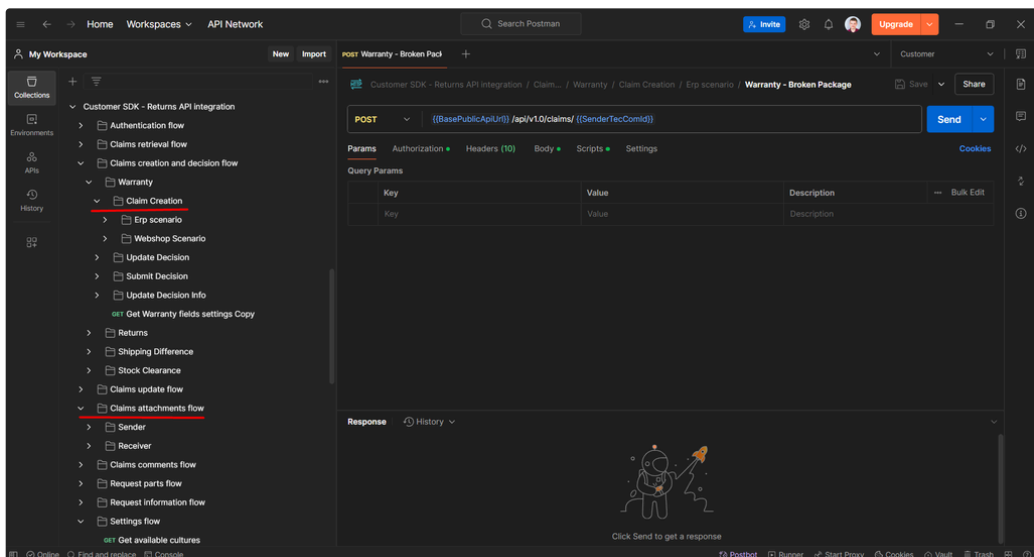 Home Workspaces API Network Search Postman Invite Upgrade
My Workspace New Import POST Warranty - Broken Pack Customer
Collections
Environments
APIs
History
Customer SDK - Returns API integration
Authentication flow
Claims retrieval flow
Claims creation and decision flow
Warranty
Claim Creation
Erp scenario
Webshop Scenario
Update Decision
Submit Decision
Update Decision Info
GET Get Warranty fields settings Copy
Returns
Shipping Difference
Stock Clearance
Claims update flow
Claims attachments flow
Sender
Receiver
Claims comments flow
Request parts flow
Request information flow
Settings flow
GET Get available cultures
Customer SDK - Returns API integration / Claim... / Warranty / Claim Creation / Erp scenario / Warranty - Broken Package Save Share
POST {{BasePublicApiUrl}} /api/v1.0/claims/ {{SenderTecComId}} Send
Params Authorization Headers (10) Body Scripts Settings Cookies
Query Params
Key Value Description Bulk Edit
Key Value Description
Response History
Click Send to get a response
Online Find and replace Console Postbot Runner Start Proxy Cookies Vault Trash